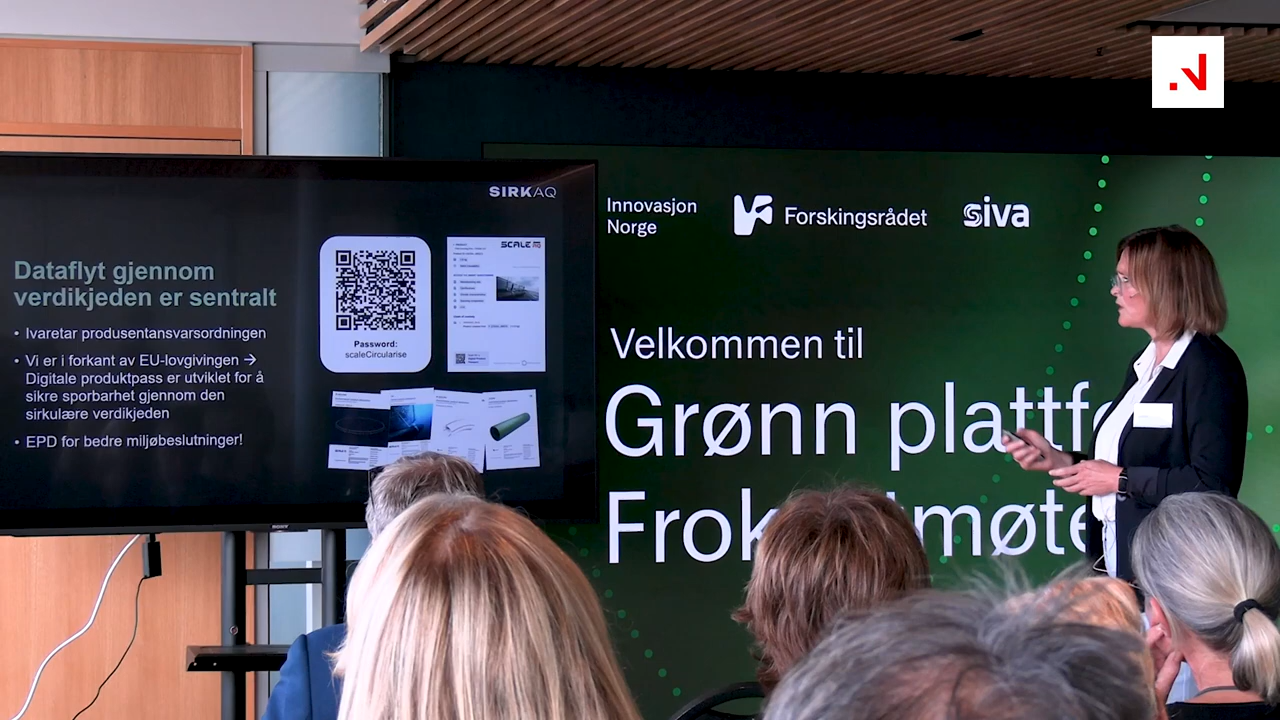 SIRKAQ
Dataflyt gjennom
verdikjeden er sentralt
• Ivaretar produsentansvarsordningen
• Vi er i forkant av EU-lovgivingen →
Digitale produktpass er utviklet for å
sikre sporbarhet gjennom den
sirkulære verdikjeden
• EPD for bedre miljøbeslutninger!
Password:
scaleCircularise
SCALE
Innovasjon
Norge
Forskingsrådet
siva
Velkommen til
Grønn plattf
Frok
møte